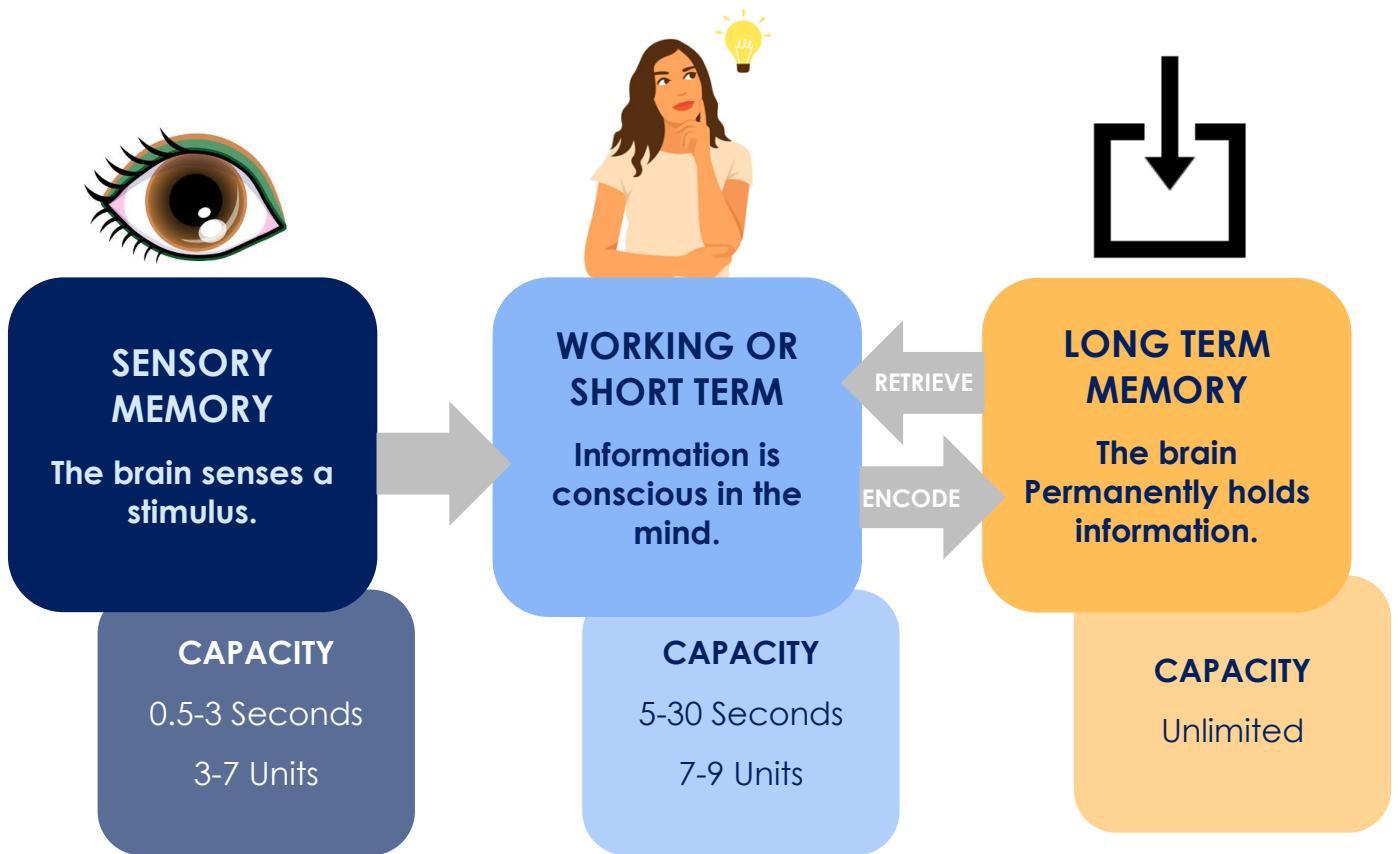 SENSORY
MEMORY
The brain senses a
stimulus.
CAPACITY
0.5-3 Seconds
3-7 Units
WORKING OR
SHORT TERM
Information is
conscious in the
mind.
CAPACITY
5-30 Seconds
7-9 Units
RETRIEVE
ENCODE
LONG TERM
MEMORY
The brain
Permanently holds
information.
CAPACITY
Unlimited